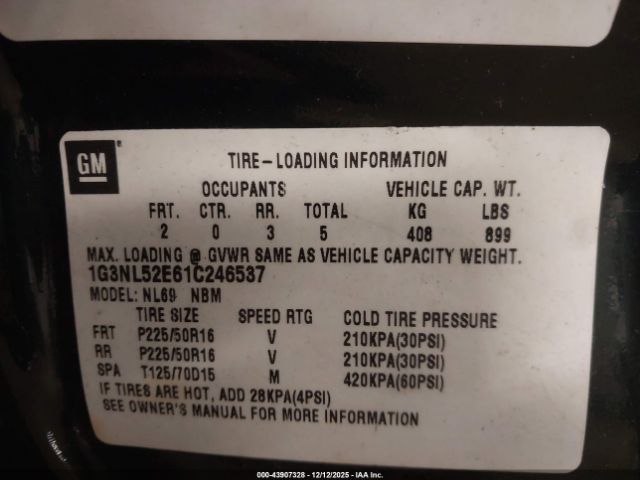 GM
TIRE-LOADING INFORMATION
OCCUPANTS VEHICLE CAP. WT.
FRT. CTR. RR. TOTAL KG LBS
2 0 3 5 408 899
MAX. LOADING @ GVWR SAME AS VEHICLE CAPACITY WEIGHT.
1G3NL52E61C246537
MODEL: NL69 NBM
TIRE SIZE SPEED RTG COLD TIRE PRESSURE
FRT P225/50R16 V 210KPA(30PSI)
RR P225/50R16 V 210KPA(30PSI)
SPA T125/70D15 M 420KPA(60PSI)
IF TIRES ARE HOT, ADD 28KPA(4PSI)
SEE OWNER'S MANUAL FOR MORE INFORMATION
000-43907328 - 12/12/2025 - IAA Inc.